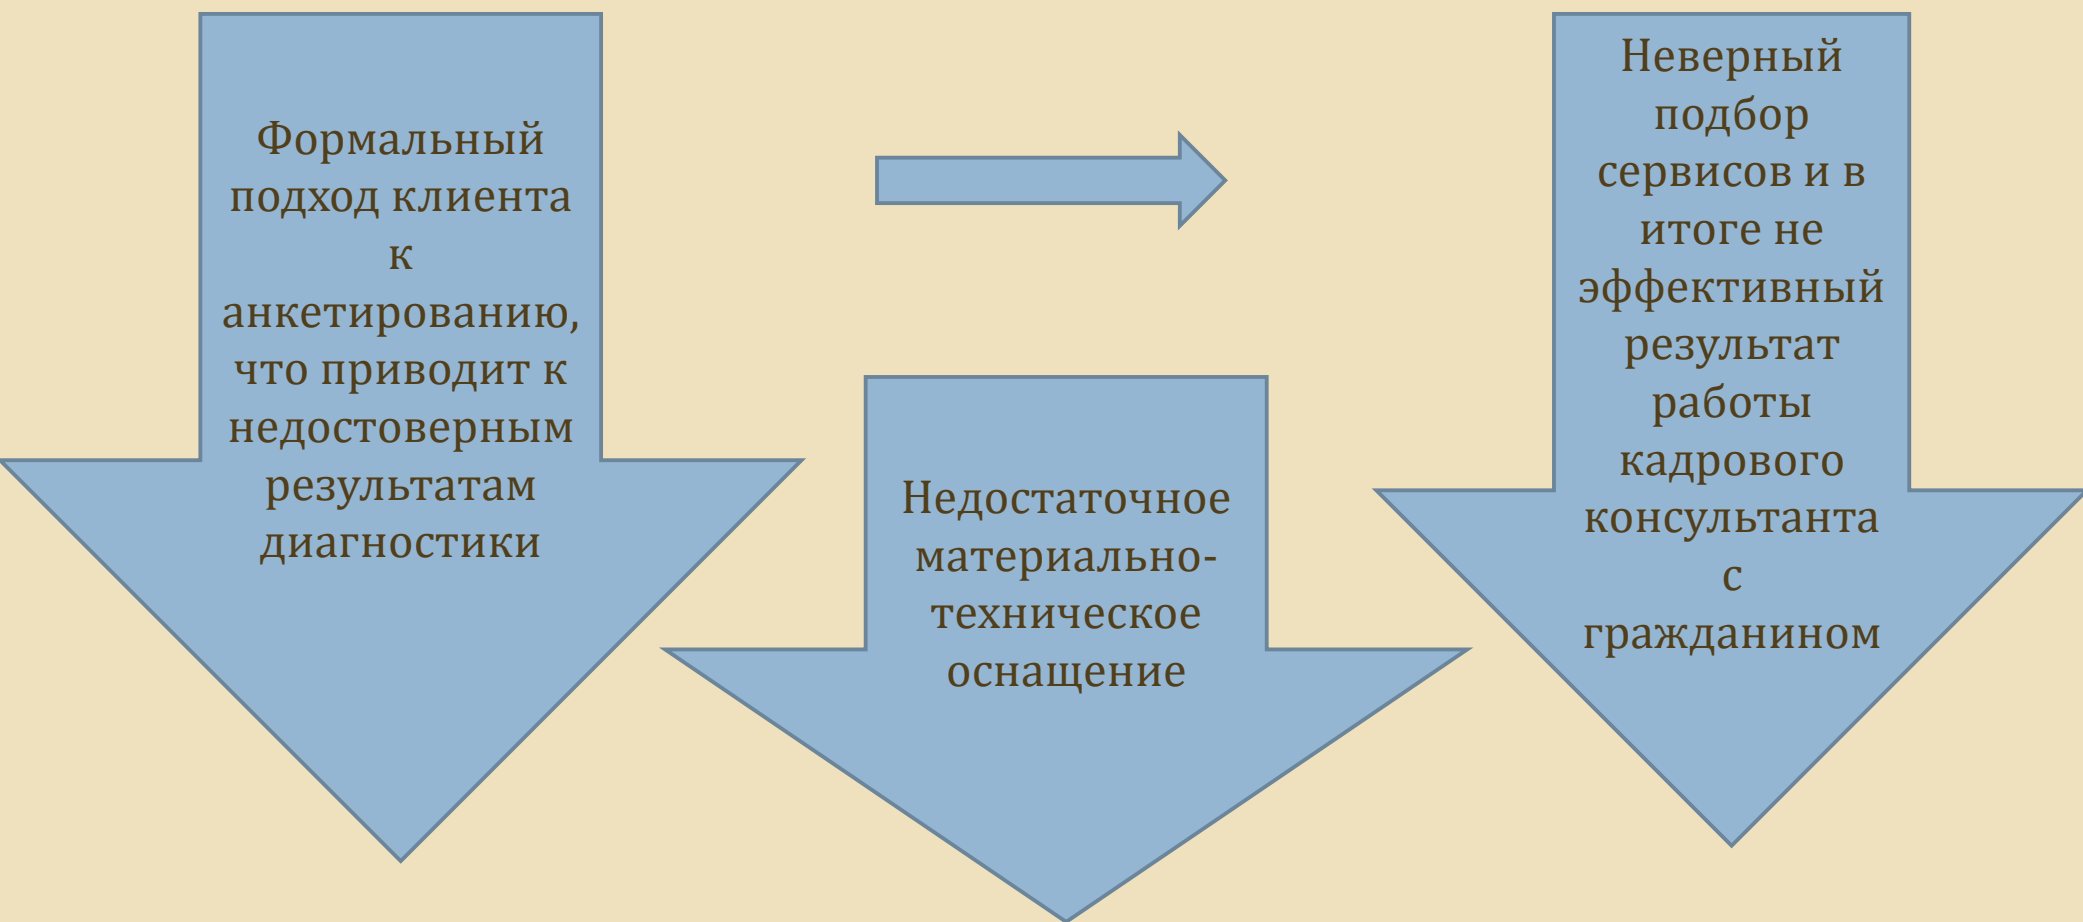 Формальный
подход клиента
к
анкетированию,
что приводит к
недостоверным
результатам
диагностики
Недостаточное
материально-
техническое
оснащение
Неверный
подбор
сервисов и в
итоге не
эффективный
результат
работы
кадрового
консультанта
с
гражданином